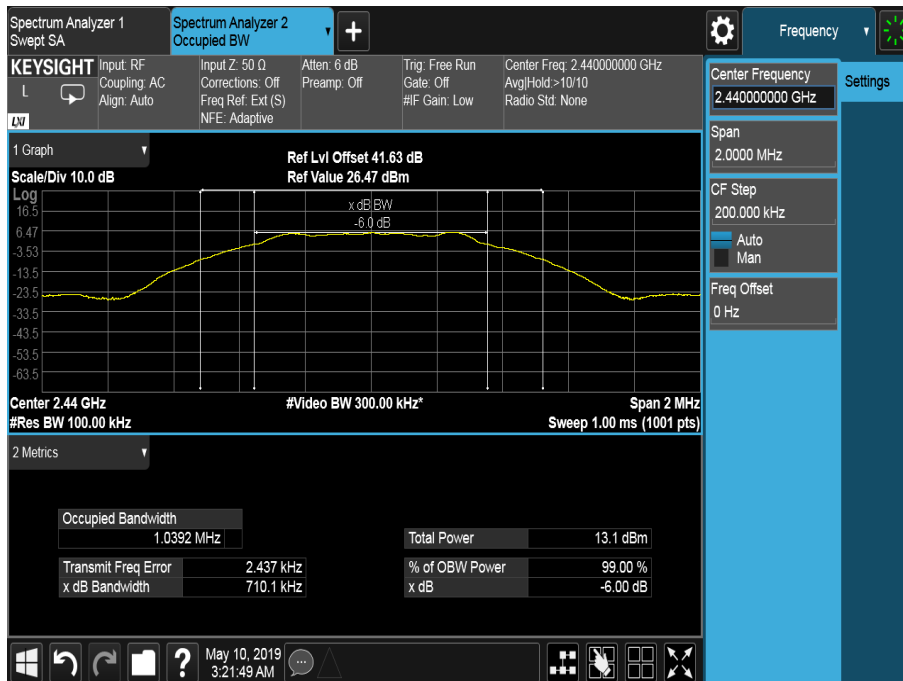 Spectrum Analyzer 1
Swept SA
Spectrum Analyzer 2
Occupied BW
Frequency
KEYSIGHT
L
LXI
Input: RF
Coupling: AC
Align: Auto
Input Z: 50 Ω
Corrections: Off
Freq Ref: Ext (S)
NFE: Adaptive
Atten: 6 dB
Preamp: Off
Trig: Free Run
Gate: Off
#IF Gain: Low
Center Freq: 2.440000000 GHz
Avg|Hold:>10/10
Radio Std: None
Center Frequency
2.440000000 GHz
Settings
Span
2.0000 MHz
CF Step
200.000 kHz
Auto
Man
Freq Offset
0 Hz
1 Graph
Ref Lvl Offset 41.63 dB
Scale/Div 10.0 dB
Ref Value 26.47 dBm
Log
x dB BW
-6.0 dB
16.5
6.47
-3.53
-13.5
-23.5
-33.5
-43.5
-53.5
-63.5
Center 2.44 GHz
#Video BW 300.00 kHz*
Span 2 MHz
#Res BW 100.00 kHz
Sweep 1.00 ms (1001 pts)
2 Metrics
Occupied Bandwidth
1.0392 MHz
Total Power 13.1 dBm
Transmit Freq Error 2.437 kHz
% of OBW Power 99.00 %
x dB Bandwidth 710.1 kHz
x dB -6.00 dB
?
May 10, 2019
3:21:49 AM